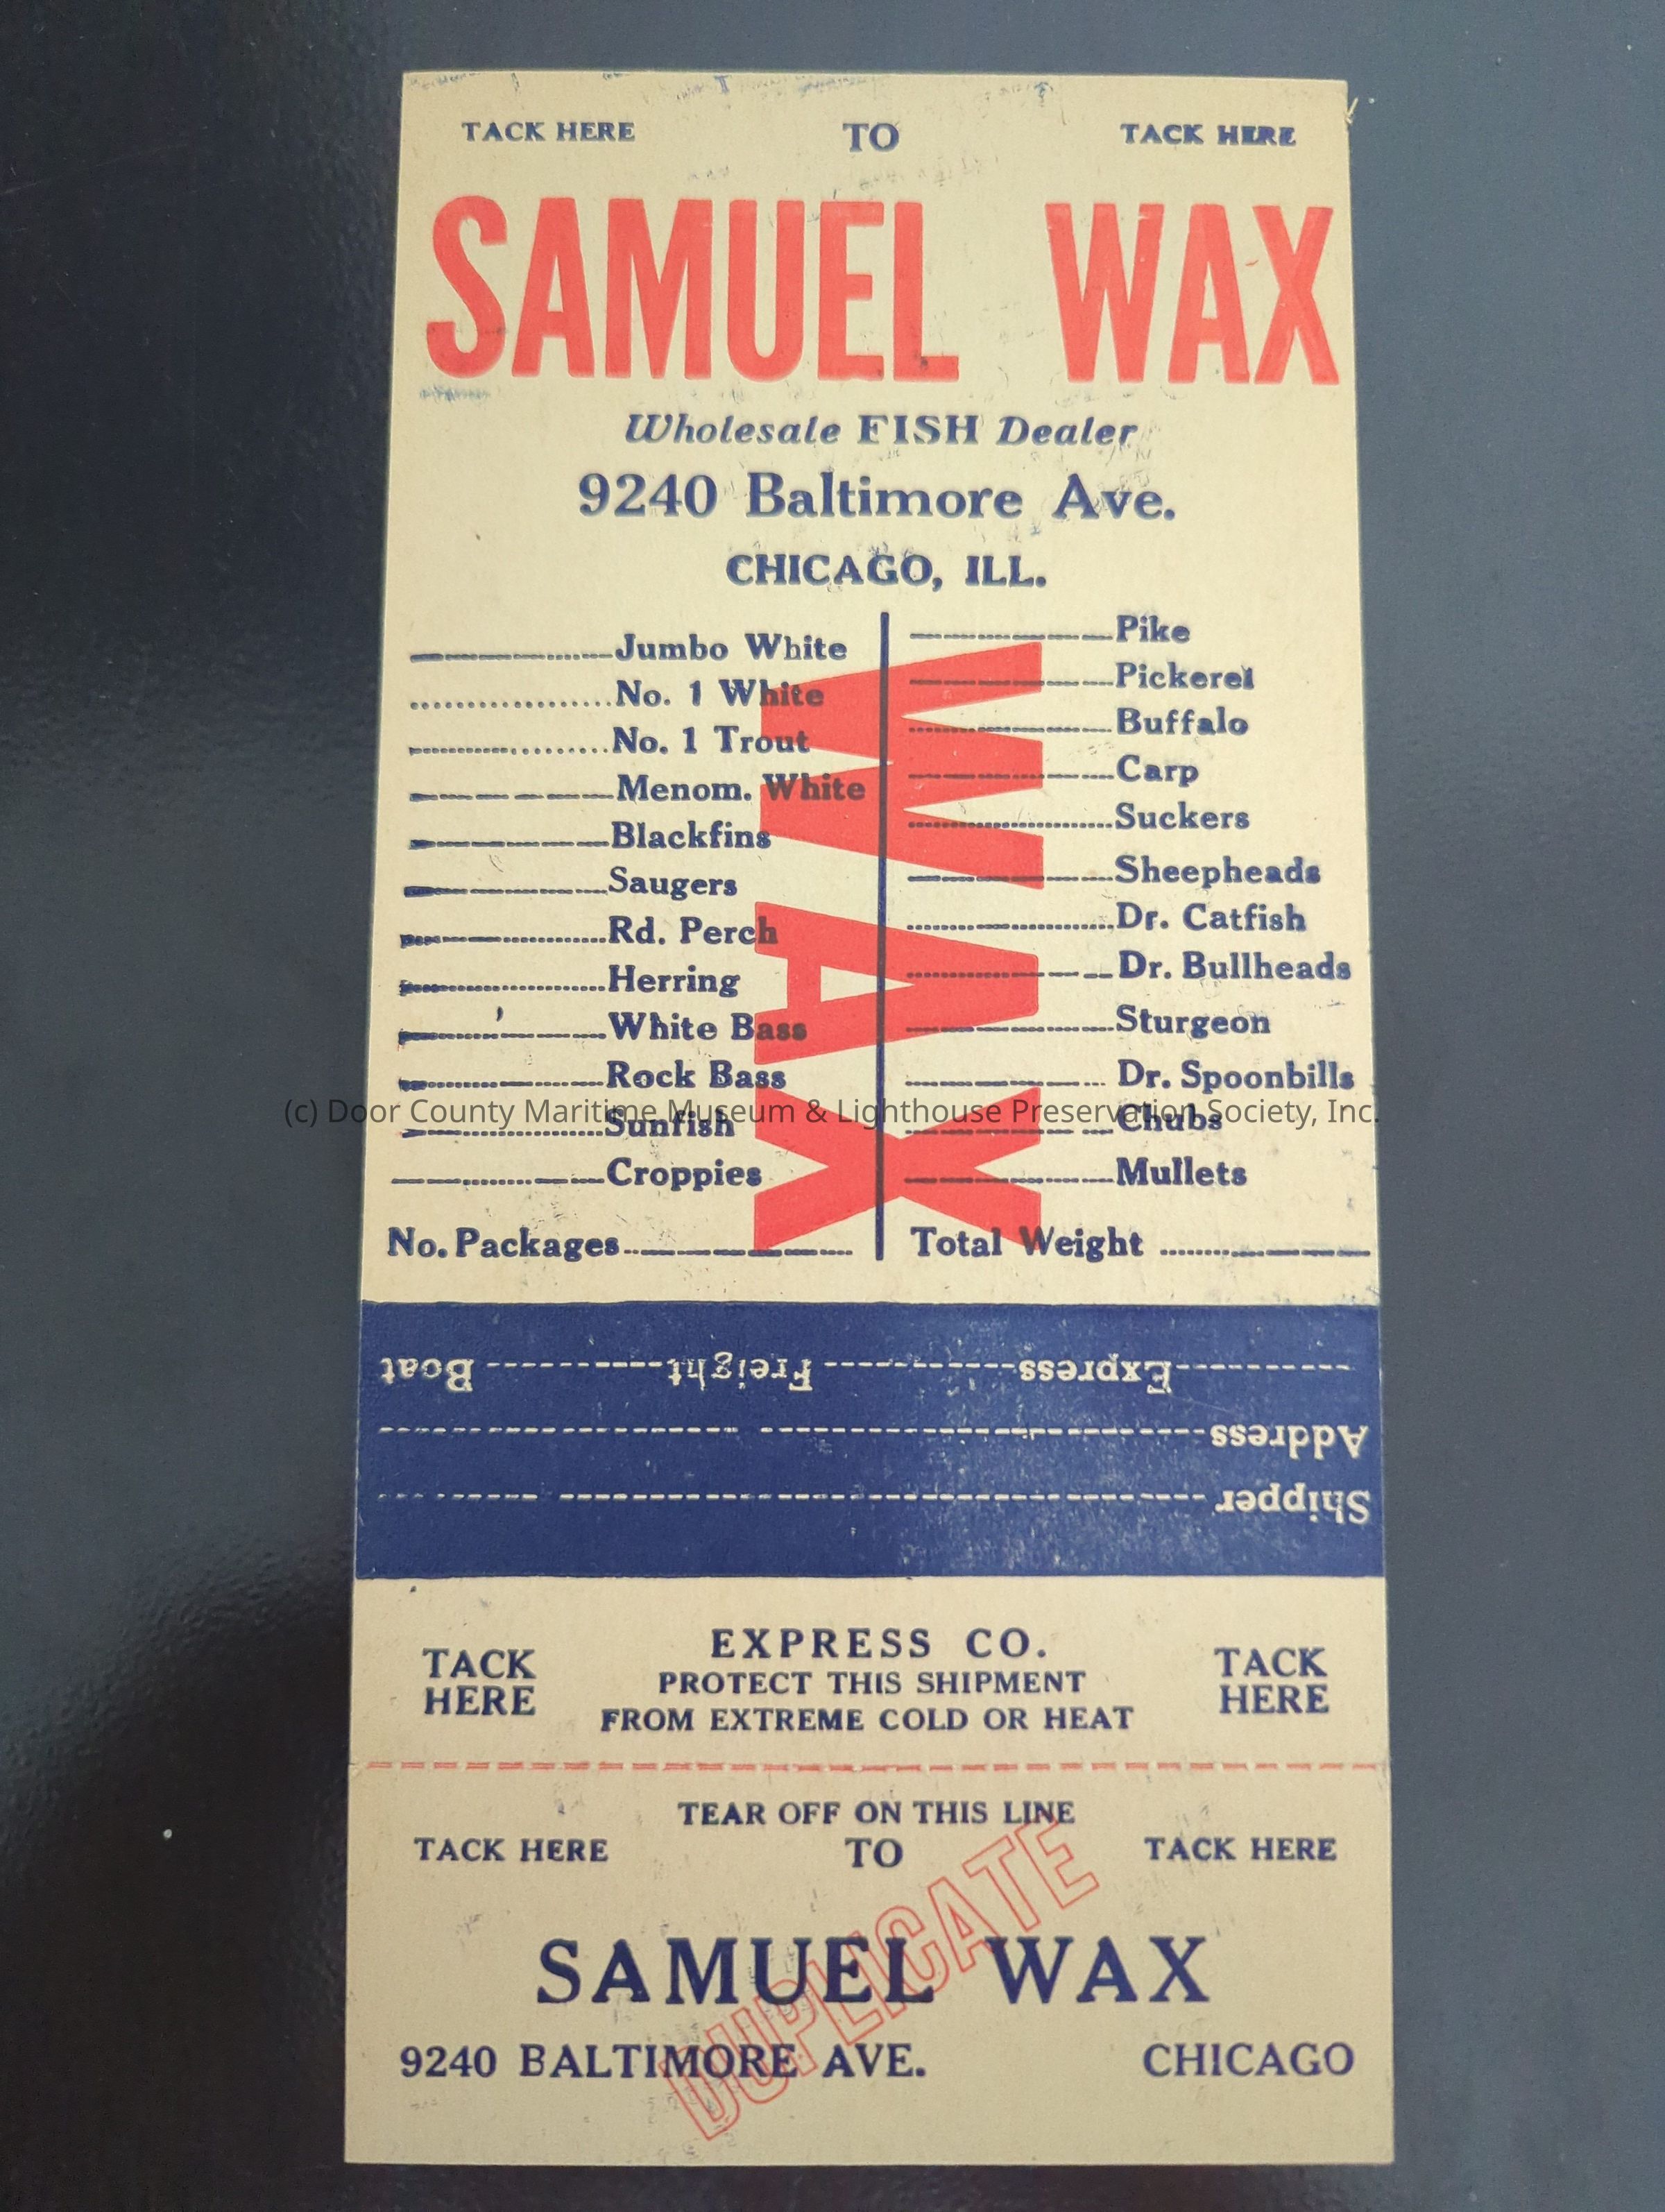 TACK HERE TO TACK HERE
SAMUEL WAX
Wholesale FISH Dealer
9240 Baltimore Ave.
CHICAGO, ILL.
Jumbo White
No. 1 White
No. 1 Trout
Menom. White
Blackfins
Saugers
Rd. Perch
Herring
White Bass
Rock Bass
Sunfish
Croppies
No. Packages
Pike
Pickerel
Buffalo
Carp
Suckers
Sheepheads
Dr. Catfish
Dr. Bullheads
Sturgeon
Dr. Spoonbills
Chubs
Mullets
Total Weight
WAX
(c) Door County Maritime Museum & Lighthouse Preservation Society, Inc.
Shipper
Address
Express Freight Boat
EXPRESS CO.
TACK HERE
PROTECT THIS SHIPMENT
FROM EXTREME COLD OR HEAT
TACK HERE
TEAR OFF ON THIS LINE
TACK HERE TO TACK HERE
SAMUEL WAX
DUPLICATE
9240 BALTIMORE AVE. CHICAGO